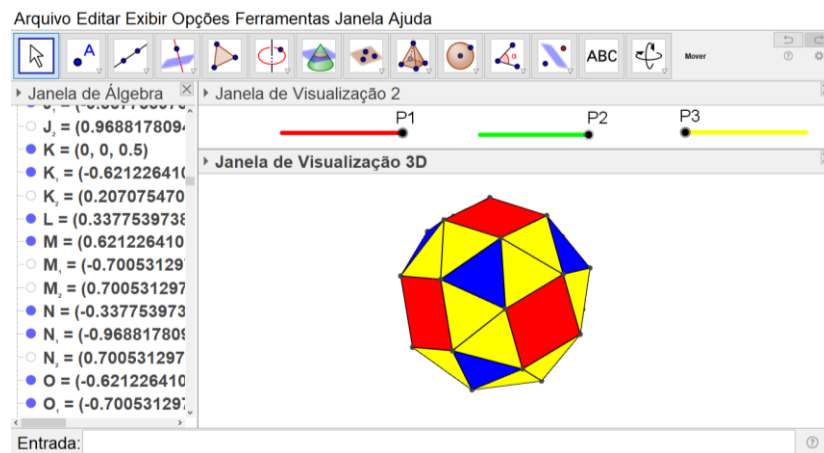 Arquivo Editar Exibir Opções Ferramentas Janela Ajuda
A ABC Mover
Janela de Álgebra
Janela de Visualização 2
P1 P2 P3
Janela de Visualização 3D
J₂ = (0.9688178094
K = (0, 0, 0.5)
K₁ = (-0.621226410
K₂ = (0.207075470
L = (0.3377539738
M = (0.621226410
M₁ = (-0.70053129
M₂ = (0.700531297
N = (-0.337753973
N₁ = (-0.968817809
N₂ = (0.700531297
O = (-0.621226410
O₁ = (-0.70053129
Entrada: